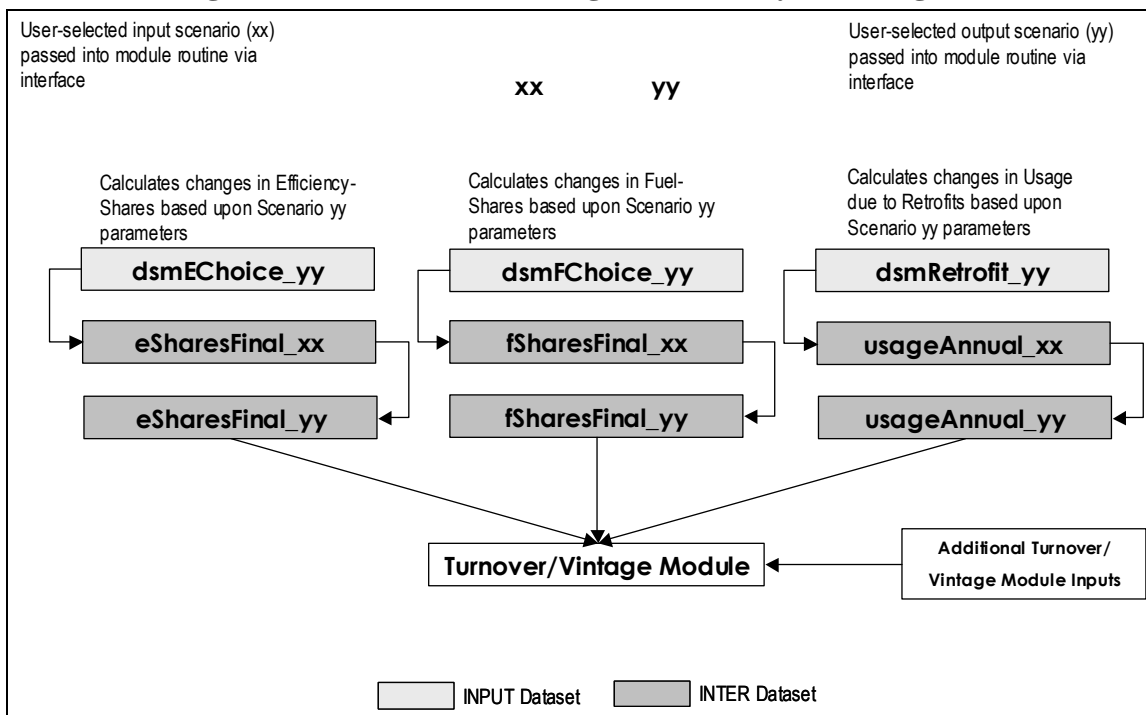 User-selected input scenario (xx)
passed into module routine via
interface
xx
yy
User-selected output scenario (yy)
passed into module routine via
interface
Calculates changes in Efficiency-
Shares based upon Scenario yy
parameters
dsmEChoice_yy
eSharesFinal_xx
eSharesFinal_yy
Calculates changes in Fuel-
Shares based upon Scenario yy
parameters
dsmFChoice_yy
fSharesFinal_xx
fSharesFinal_yy
Calculates changes in Usage
due to Retrofits based upon
Scenario yy parameters
dsmRetrofit_yy
usageAnnual_xx
usageAnnual_yy
Turnover/Vintage Module
Additional Turnover/
Vintage Module Inputs
INPUT Dataset
INTER Dataset